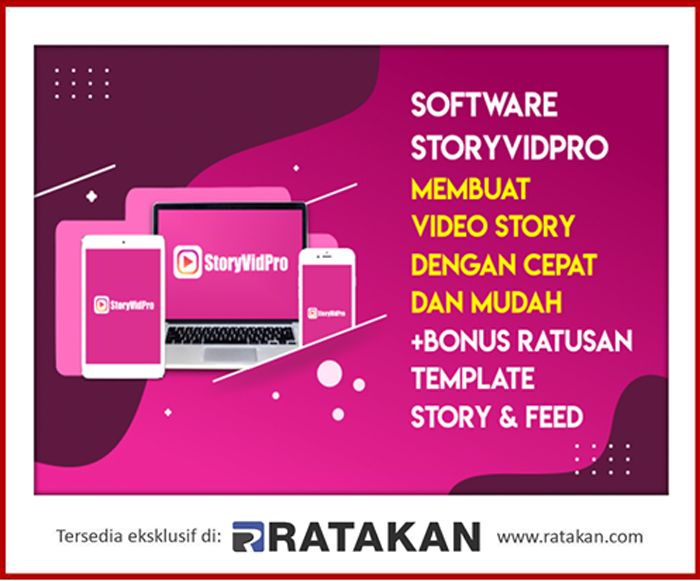 SOFTWARE
STORYVIDPRO
MEMBUAT
VIDEO STORY
DENGAN CEPAT
DAN MUDAH
+BONUS RATUSAN
TEMPLATE
STORY & FEED
StoryVidPro
StoryVidPro
StoryVidPro
Tersedia eksklusif di: RATAKAN www.ratakan.com